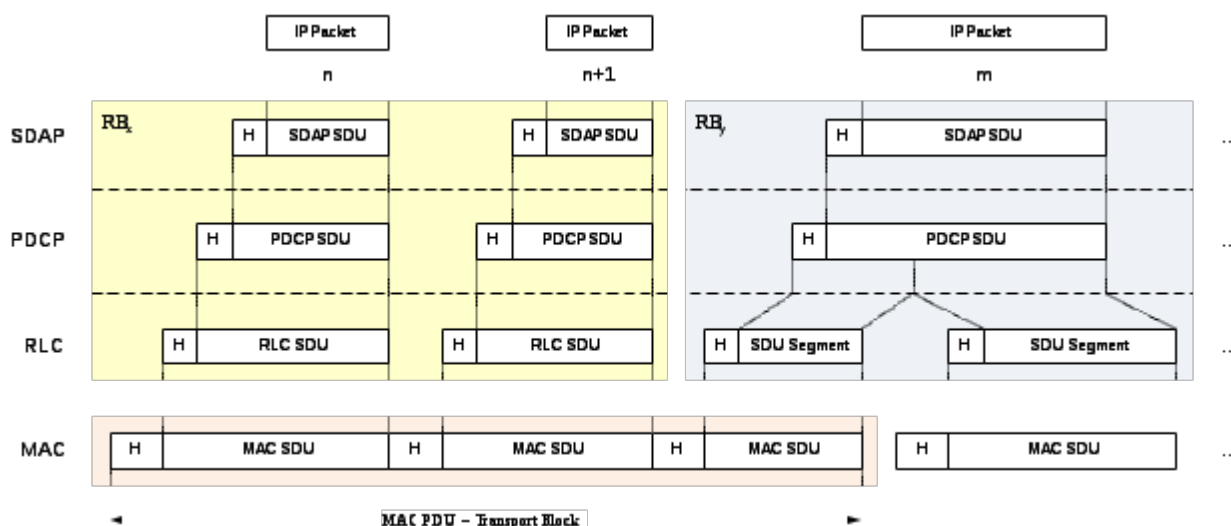 IP Packet IP Packet IP Packet
n n+1 m
RBx RBy
SDAP H SDAP SDU H SDAP SDU H SDAP SDU ...
PDCP H PDCP SDU H PDCP SDU H PDCP SDU ...
RLC H RLC SDU H RLC SDU H SDU Segment H SDU Segment ...
MAC H MAC SDU H MAC SDU H MAC SDU H MAC SDU ...
MAC PDU – Transport Block